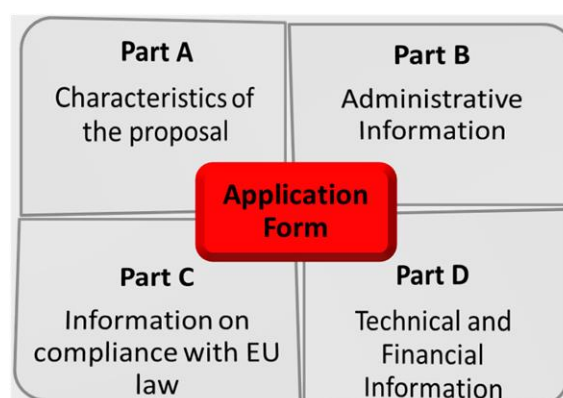 Part A
Characteristics of
the proposal
Part B
Administrative
Information
Application
Form
Part C
Information on
compliance with EU
law
Part D
Technical and
Financial
Information